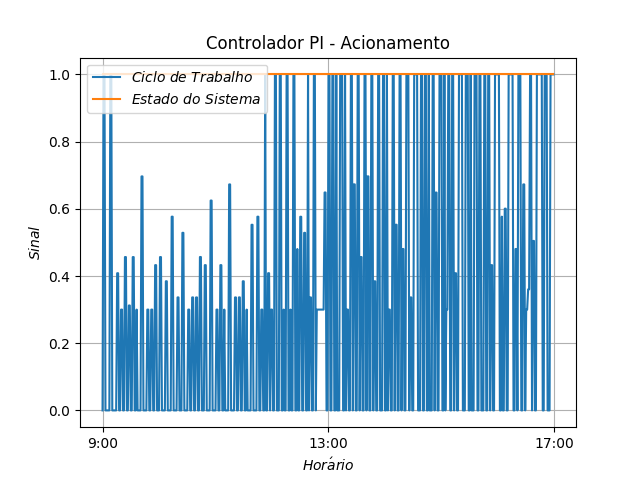 Controlador PI - Acionamento
Ciclo de Trabalho
Estado do Sistema
Sinal
1.0
0.8
0.6
0.4
0.2
0.0
9:00
13:00
17:00
Horário